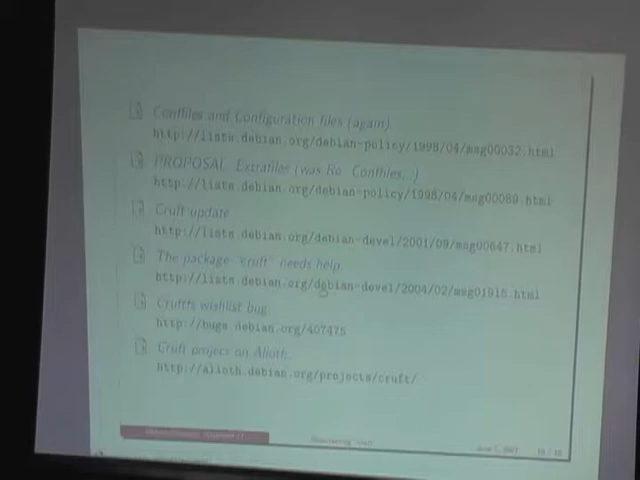 Conffiles and Configuration files (again)
http://lists.debian.org/debian-policy/1998/04/msg00032.html
PROPOSAL: Extrafiles (was Re: Conffiles...)
http://lists.debian.org/debian-policy/1998/04/msg00089.html
Cruft update
http://lists.debian.org/debian-devel/2001/09/msg00647.html
The package "cruft" needs help
http://lists.debian.org/debian-devel/2004/02/msg01915.html
wishlist bug
http://bugs.debian.org/407475
Cruft project on Alioth
http://alioth.debian.org/projects/cruft/